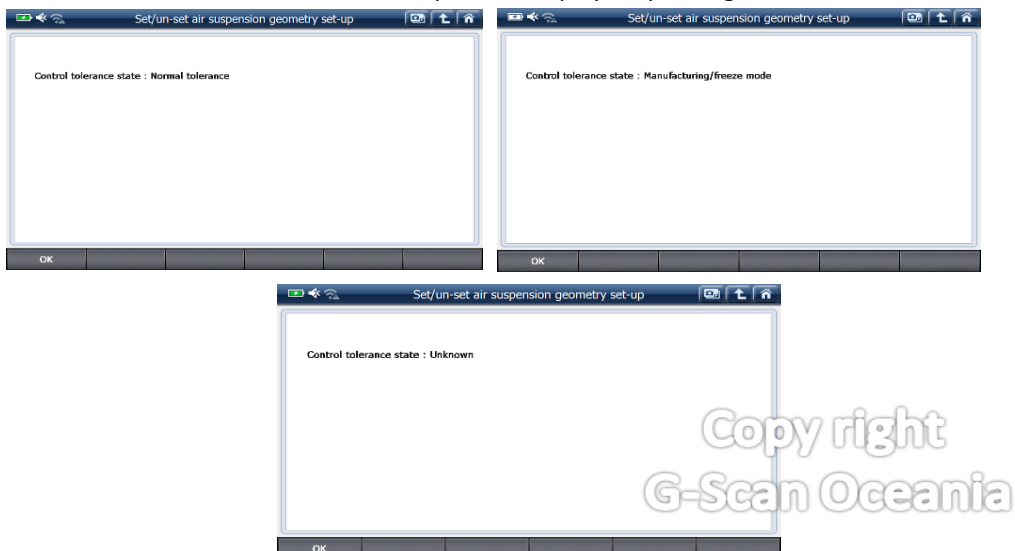 Set/un-set air suspension geometry set-up
Control tolerance state : Normal tolerance
OK
Set/un-set air suspension geometry set-up
Control tolerance state : Manufacturing/freeze mode
OK
Set/un-set air suspension geometry set-up
Control tolerance state : Unknown
OK
Copy right
G-Scan Oceania